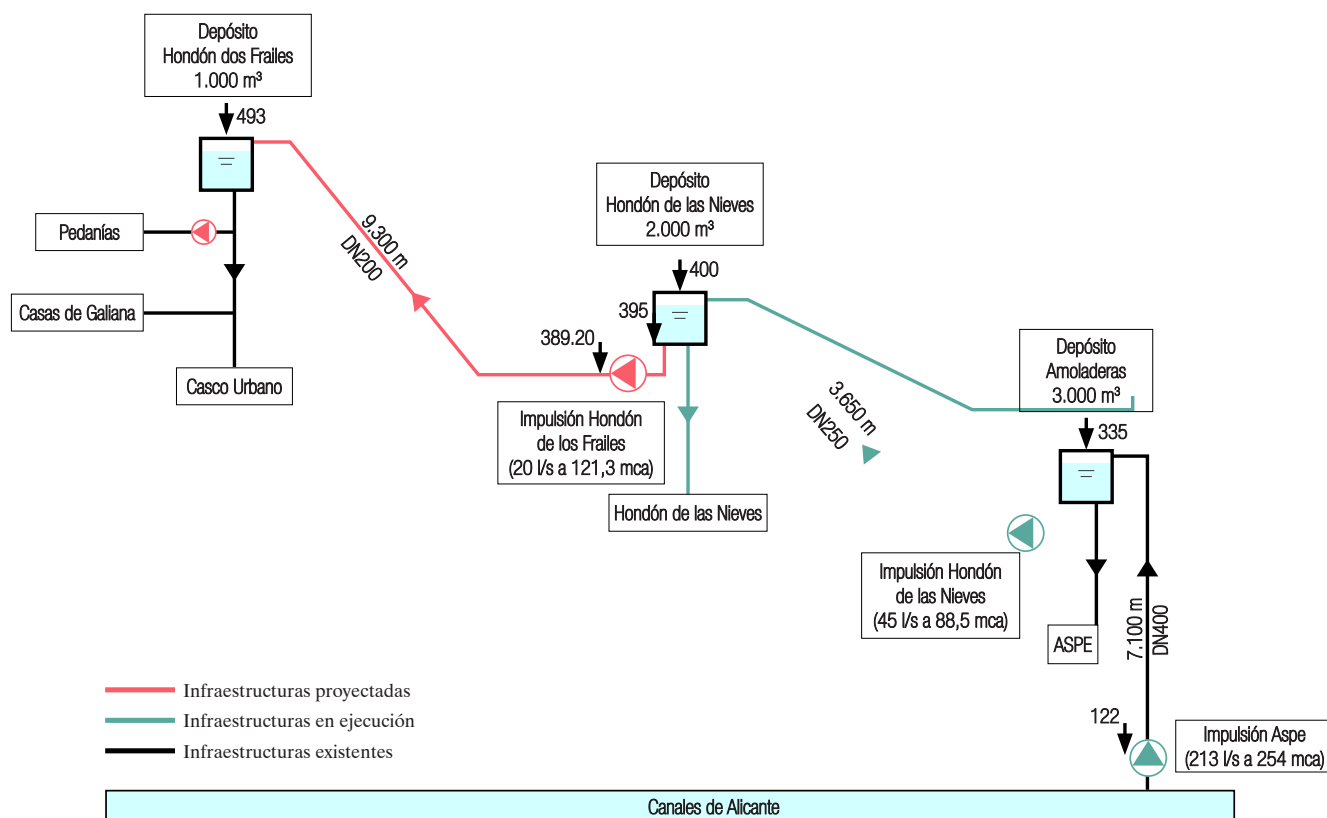 Depósito
Hondón dos Frailes
1.000 m³
493
Pedanías
Casas de Galiana
Casco Urbano
9.300 m
DN200
Depósito
Hondón de las Nieves
2.000 m³
400
395
389.20
Impulsión Hondón
de los Frailes
(20 l/s a 121,3 mca)
Hondón de las Nieves
3.650 m
DN250
Depósito
Amoladeras
3.000 m³
335
Impulsión Hondón
de las Nieves
(45 l/s a 88,5 mca)
ASPE
7.100 m
DN400
122
Impulsión Aspe
(213 l/s a 254 mca)
Infraestructuras proyectadas
Infraestructuras en ejecución
Infraestructuras existentes
Canales de Alicante